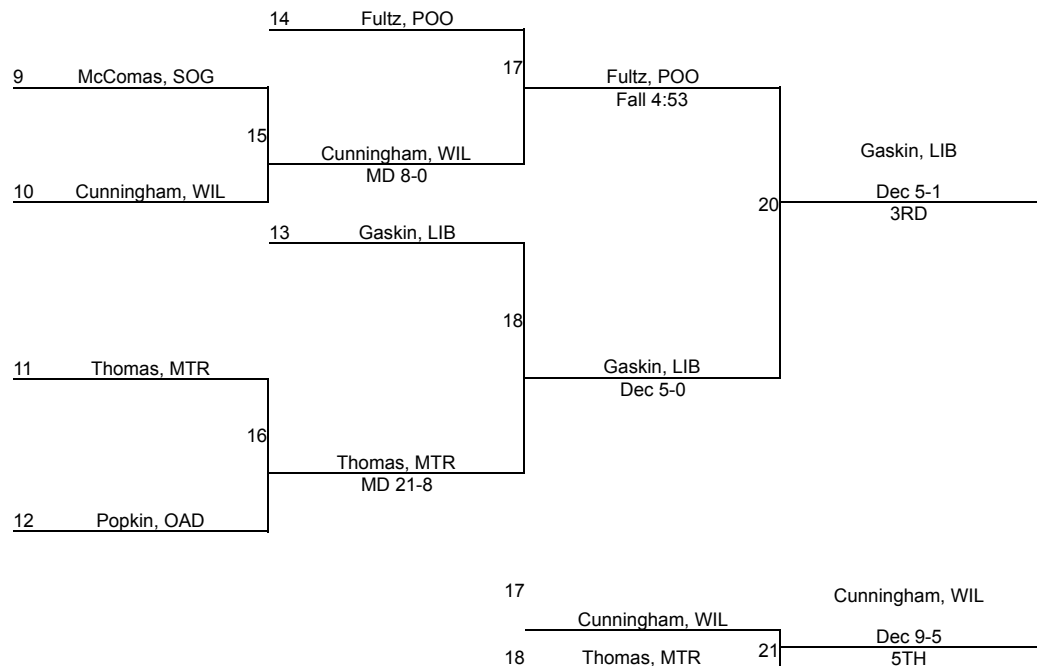 14 Fultz, POO
17
9 McComas, SOG
Fultz, POO
Fall 4:53
15
Cunningham, WIL
MD 8-0
Gaskin, LIB
10 Cunningham, WIL
Dec 5-1
20
3RD
13 Gaskin, LIB
18
11 Thomas, MTR
Gaskin, LIB
Dec 5-0
16
Thomas, MTR
MD 21-8
12 Popkin, OAD
17
Cunningham, WIL
Cunningham, WIL
Dec 9-5
18 Thomas, MTR
21
5TH